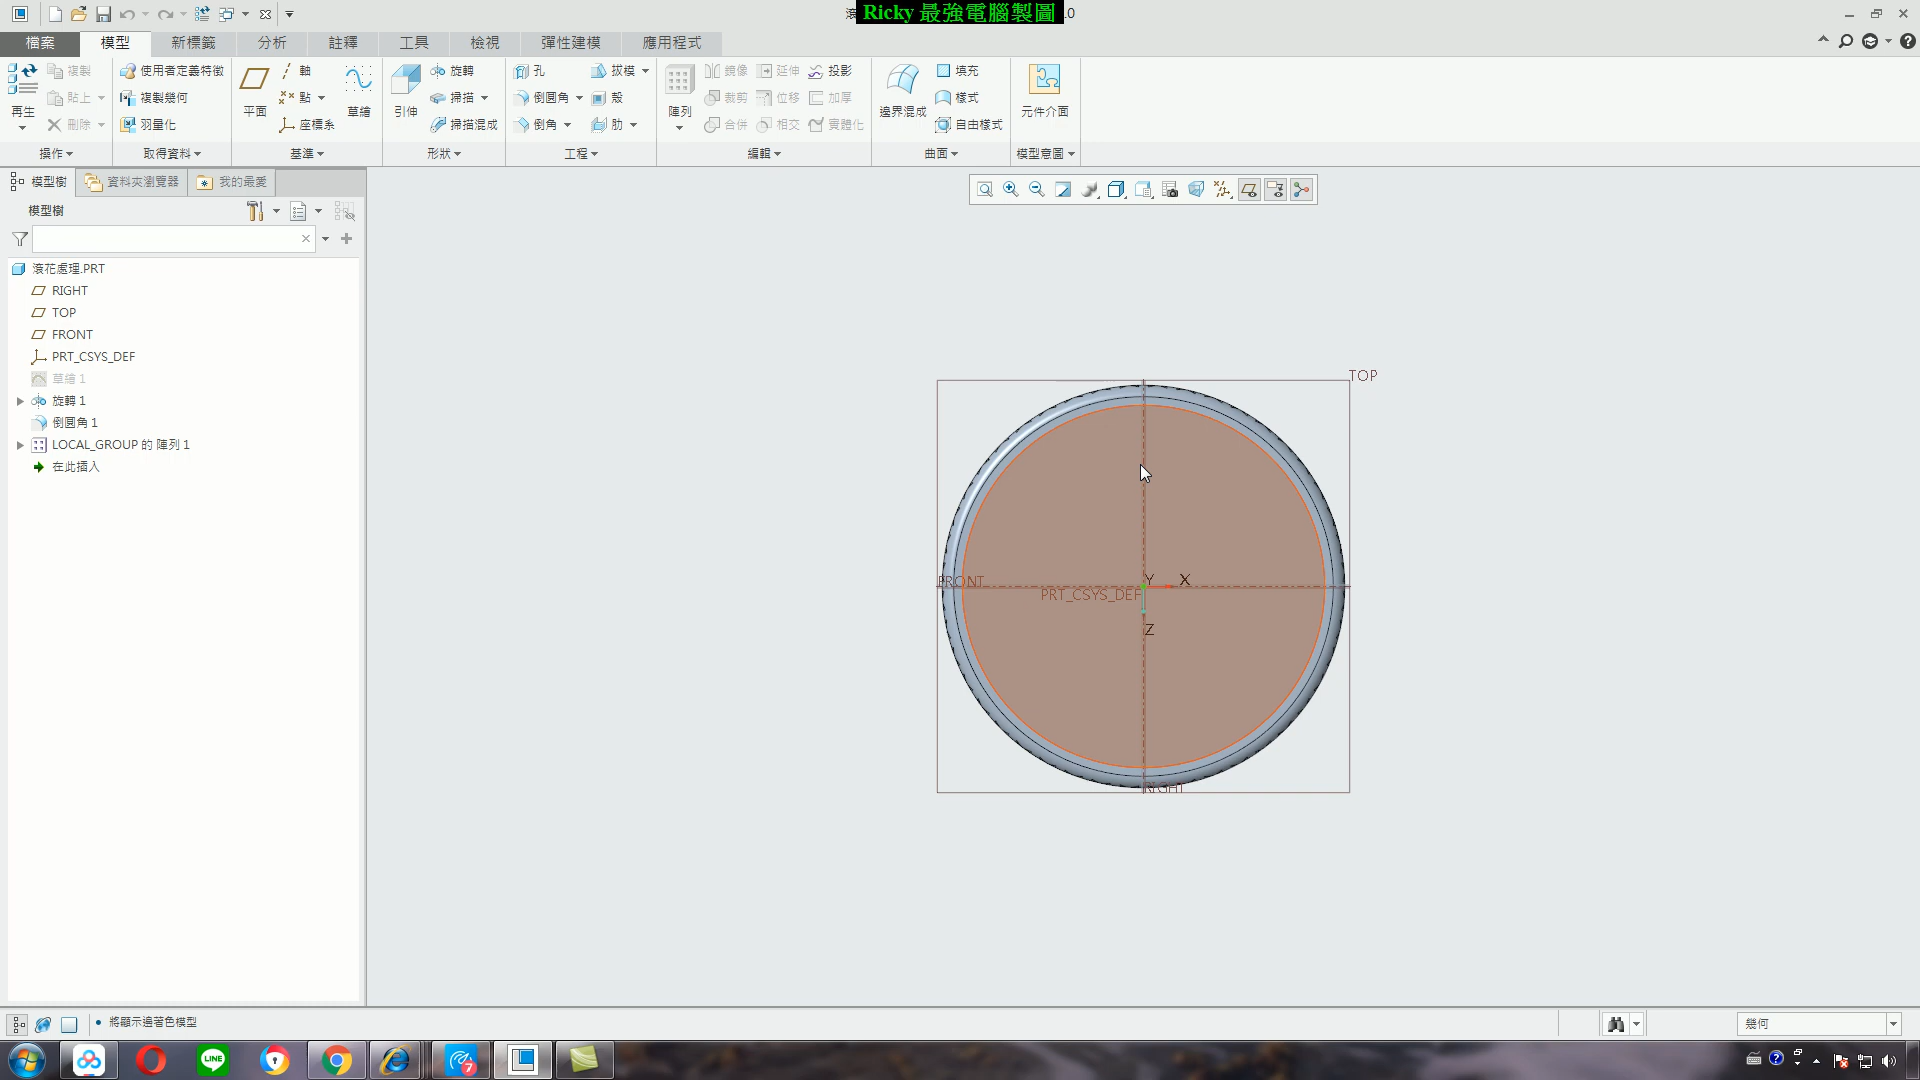 Ricky 最強電腦製圖
檔案 模型 新標籤 分析 註釋 工具 檢視 彈性建模 應用程式
再生 複製 貼上 刪除
操作
使用者定義特徵
複製幾何
羽量化
取得資料
平面 軸 點 座標系 草繪
基準
引伸 旋轉 掃描 掃描混成
形狀
孔 倒圓角 倒角 拔模 殼 肋
工程
陣列 鏡像 裁剪 合併 延伸 位移 相交 投影 加厚 實體化
編輯
邊界混成 填充 樣式 自由樣式
曲面
元件介面
模型意圖
模型樹 資料夾瀏覽器 我的最愛
模型樹
滾花處理.PRT
RIGHT
TOP
FRONT
PRT_CSYS_DEF
草繪 1
旋轉 1
倒圓角 1
LOCAL_GROUP 的 陣列 1
在此插入
TOP
FRONT
Y X
PRT_CSYS_DEF
Z
RIGHT
將顯示遮著色模型
幾何
LINE
7